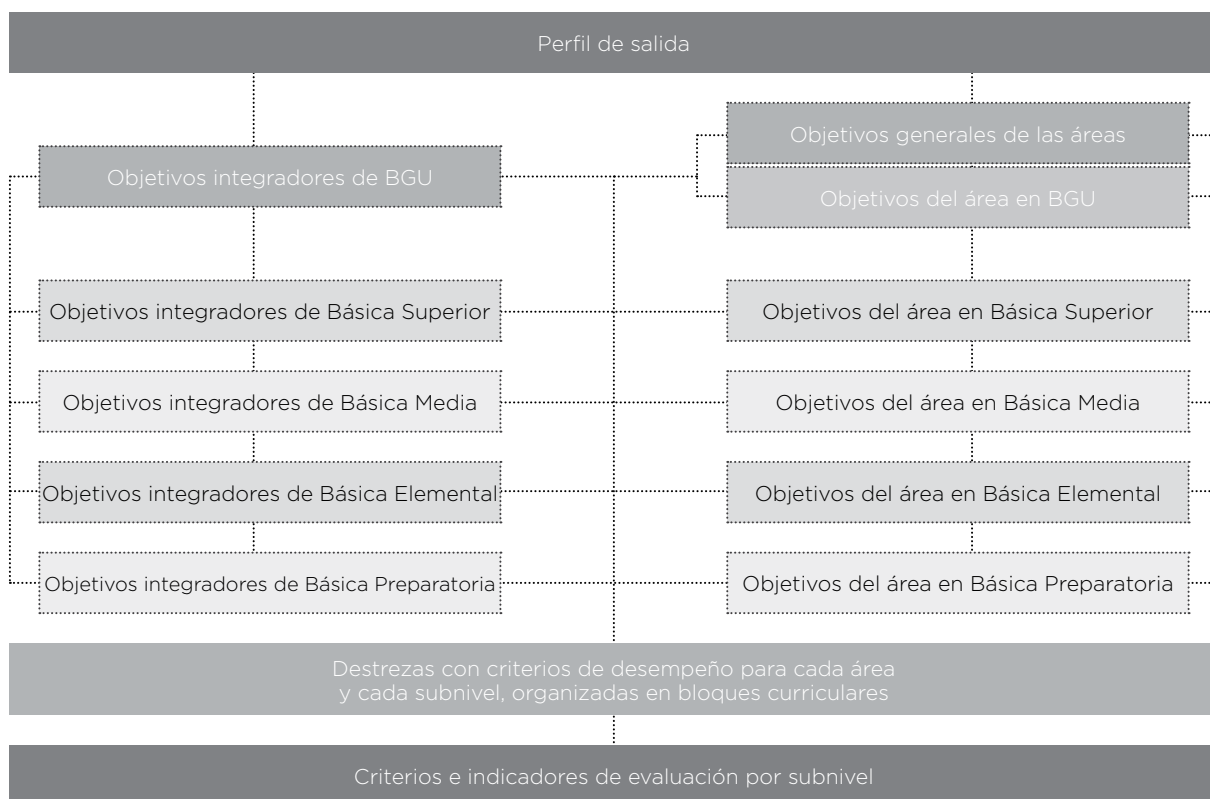 Perfil de salida
Objetivos generales de las áreas
Objetivos integradores de BGU
Objetivos del área en BGU
Objetivos integradores de Básica Superior
Objetivos del área en Básica Superior
Objetivos integradores de Básica Media
Objetivos del área en Básica Media
Objetivos integradores de Básica Elemental
Objetivos del área en Básica Elemental
Objetivos integradores de Básica Preparatoria
Objetivos del área en Básica Preparatoria
Destrezas con criterios de desempeño para cada área
y cada subnivel, organizadas en bloques curriculares
Criterios e indicadores de evaluación por subnivel